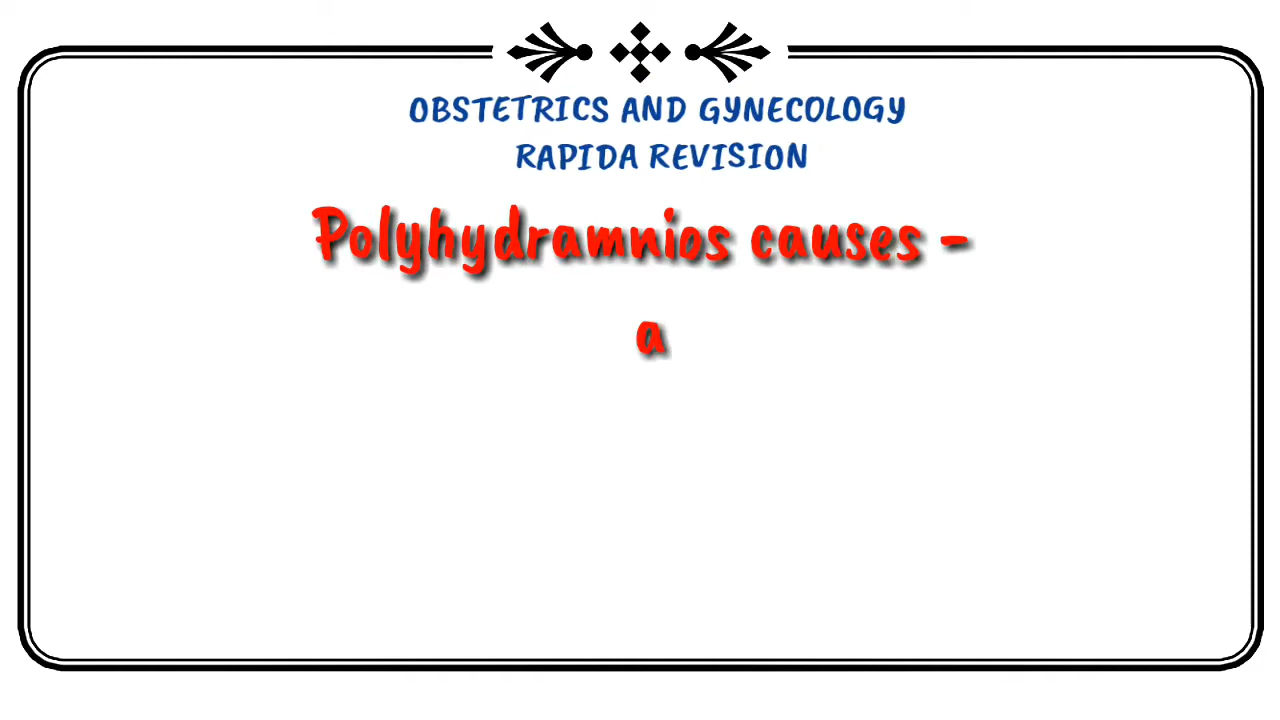 OBSTETRICS AND GYNECOLOGY
RAPIDA REVISION
Polyhydramnios causes -
a